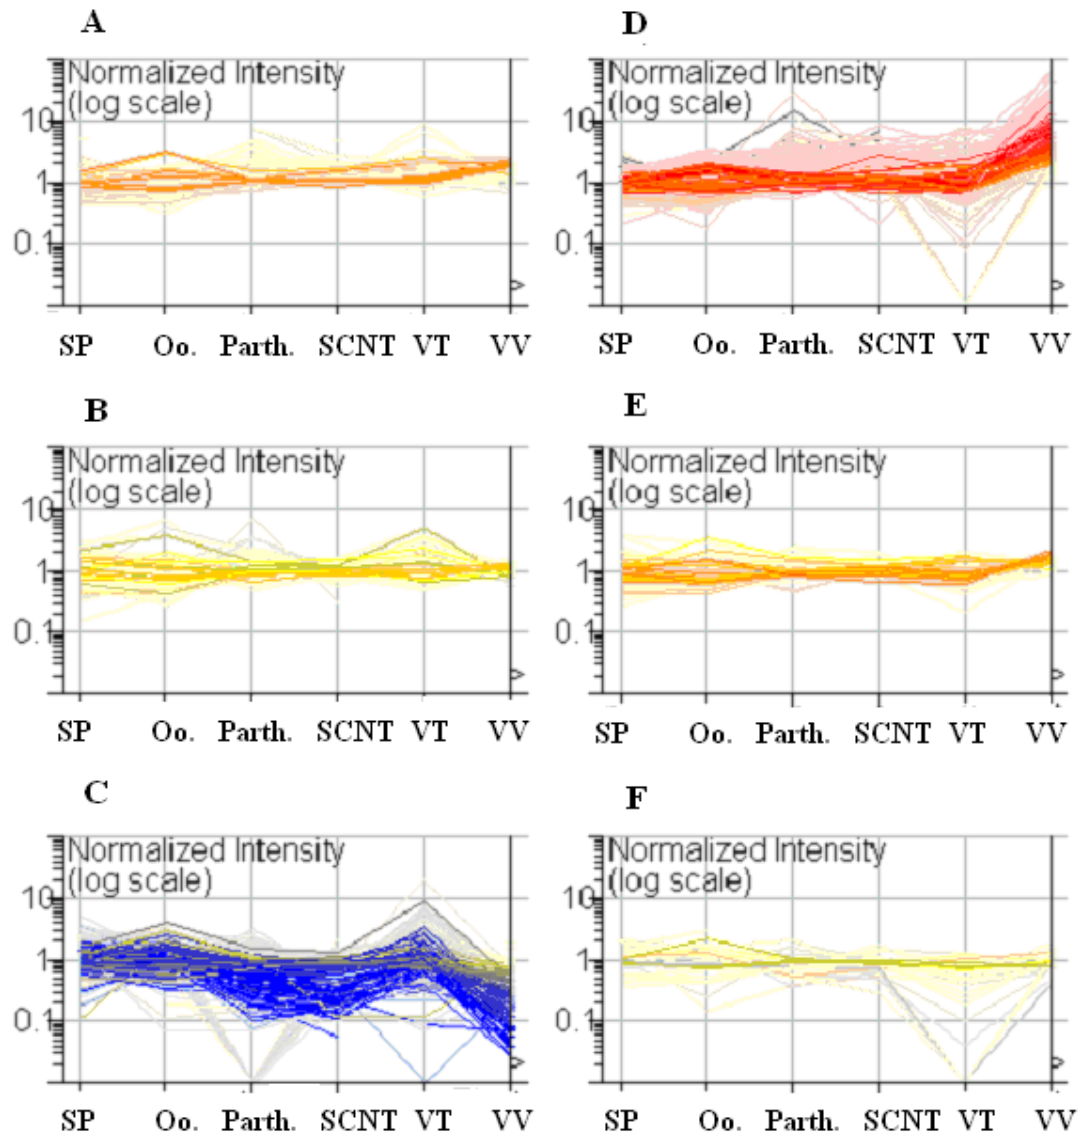 A
Normalized Intensity
(log scale)
10
1
0.1
SP Oo. Parth. SCNT VT VV
D
Normalized Intensity
(log scale)
10
1
0.1
SP Oo. Parth. SCNT VT VV
B
Normalized Intensity
(log scale)
10
1
0.1
SP Oo. Parth. SCNT VT VV
E
Normalized Intensity
(log scale)
10
1
0.1
SP Oo. Parth. SCNT VT VV
C
Normalized Intensity
(log scale)
10
1
0.1
SP Oo. Parth. SCNT VT VV
F
Normalized Intensity
(log scale)
10
1
0.1
SP Oo. Parth. SCNT VT VV